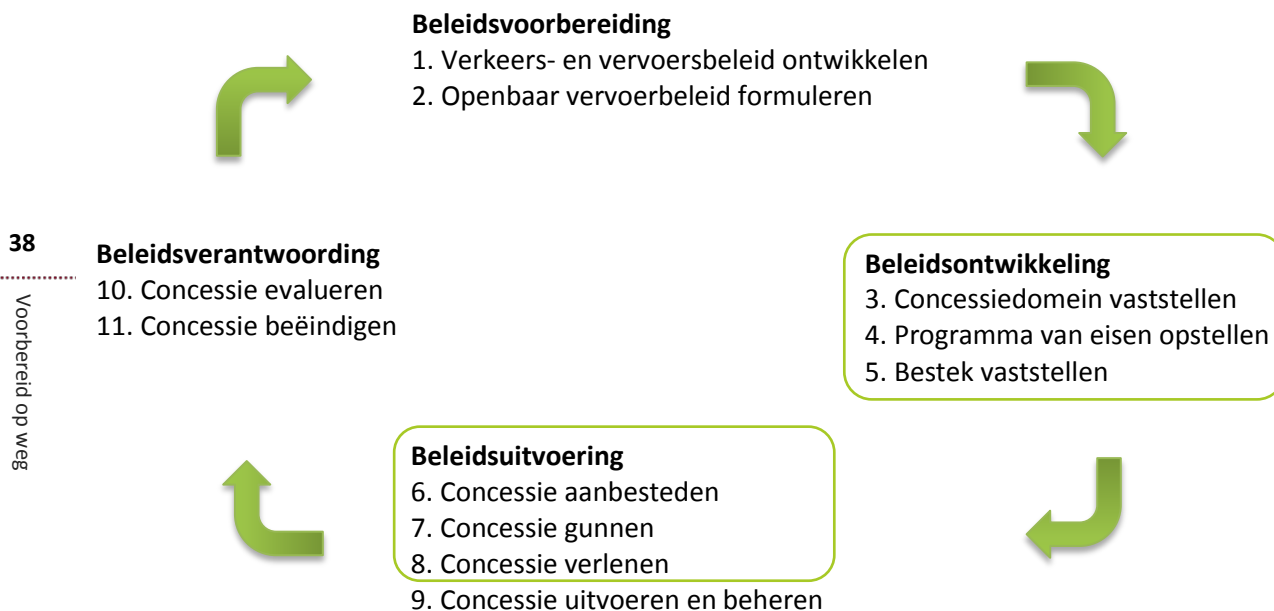 Beleidsvoorbereiding
1. Verkeers- en vervoersbeleid ontwikkelen
2. Openbaar vervoerbeleid formuleren
38
Voorbereid op weg
Beleidsverantwoording
10. Concessie evalueren
11. Concessie beëindigen
Beleidsontwikkeling
3. Concessiedomein vaststellen
4. Programma van eisen opstellen
5. Bestek vaststellen
Beleidsuitvoering
6. Concessie aanbesteden
7. Concessie gunnen
8. Concessie verlenen
9. Concessie uitvoeren en beheren